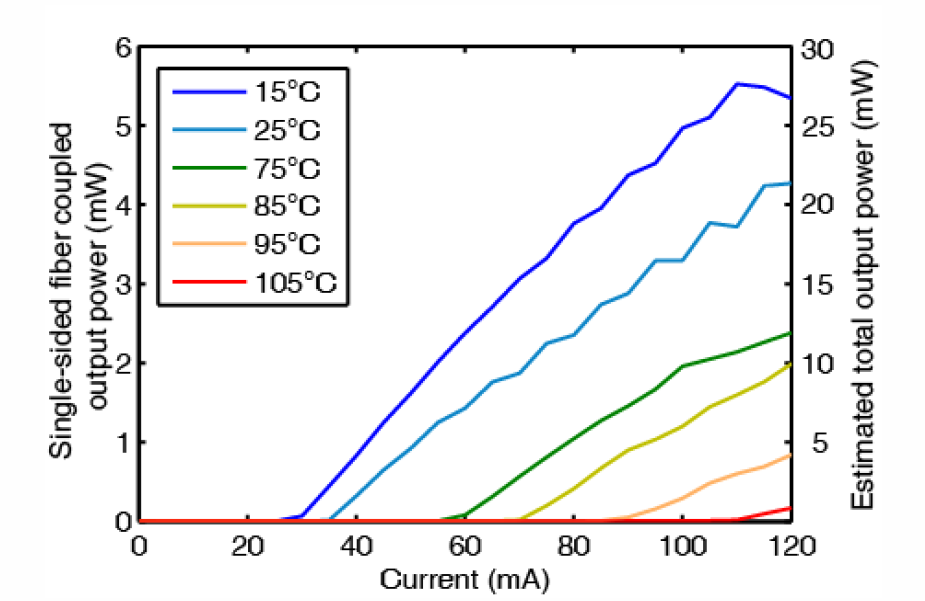 Single-sided fiber coupled
output power (mW)
6
5
4
3
2
1
0
15°C
25°C
75°C
85°C
95°C
105°C
30
25
20
15
10
5
Estimated total output power (mW)
0 20 40 60 80 100 120
Current (mA)